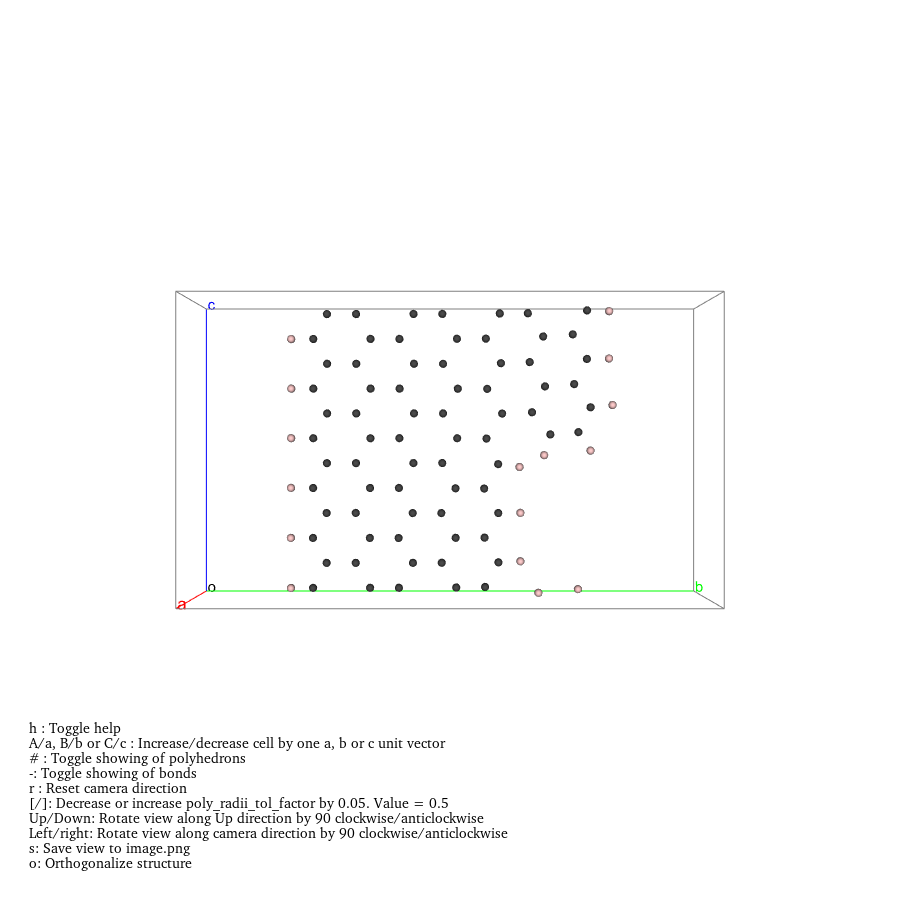 c
o
b
a
h : Toggle help
A/a, B/b or C/c : Increase/decrease cell by one a, b or c unit vector
# : Toggle showing of polyhedrons
-: Toggle showing of bonds
r : Reset camera direction
[/]: Decrease or increase poly_radii_tol_factor by 0.05. Value = 0.5
Up/Down: Rotate view along Up direction by 90 clockwise/anticlockwise
Left/right: Rotate view along camera direction by 90 clockwise/anticlockwise
s: Save view to image.png
o: Orthogonalize structure